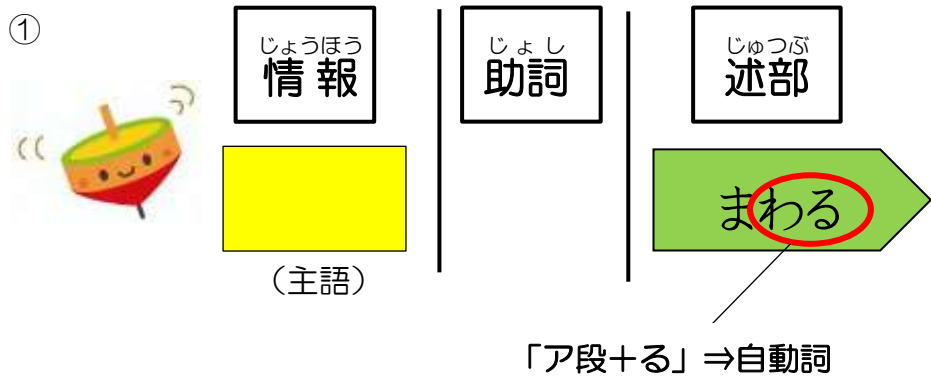 ①
じょうほう じょし じゅつぶ
情報 助詞 述部
まわる
（主語）
「ア段＋る」⇒自動詞